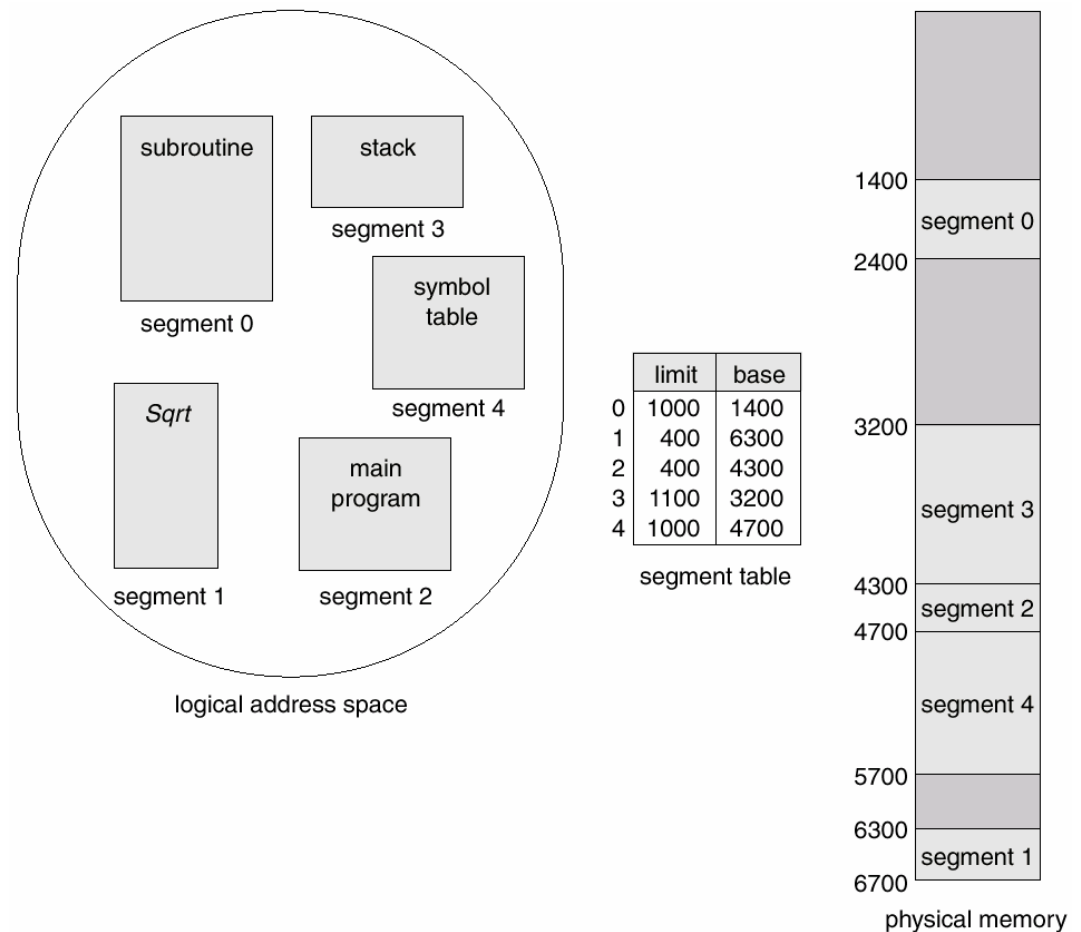 subroutine
segment 0
stack
segment 3
symbol
table
segment 4
Sqrt
segment 1
main
program
segment 2
logical address space
limit base
0 1000 1400
1 400 6300
2 400 4300
3 1100 3200
4 1000 4700
segment table
1400
segment 0
2400
3200
segment 3
4300
segment 2
4700
segment 4
5700
6300
segment 1
6700
physical memory